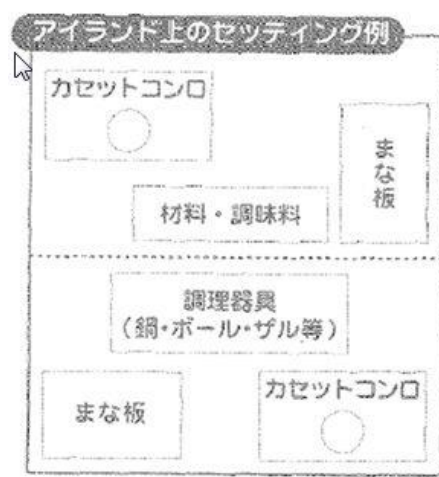 アイランド上のセッティング例
カセットコンロ
まな板
材料・調味料
調理器具
（鍋・ボール・ザル等）
まな板
カセットコンロ